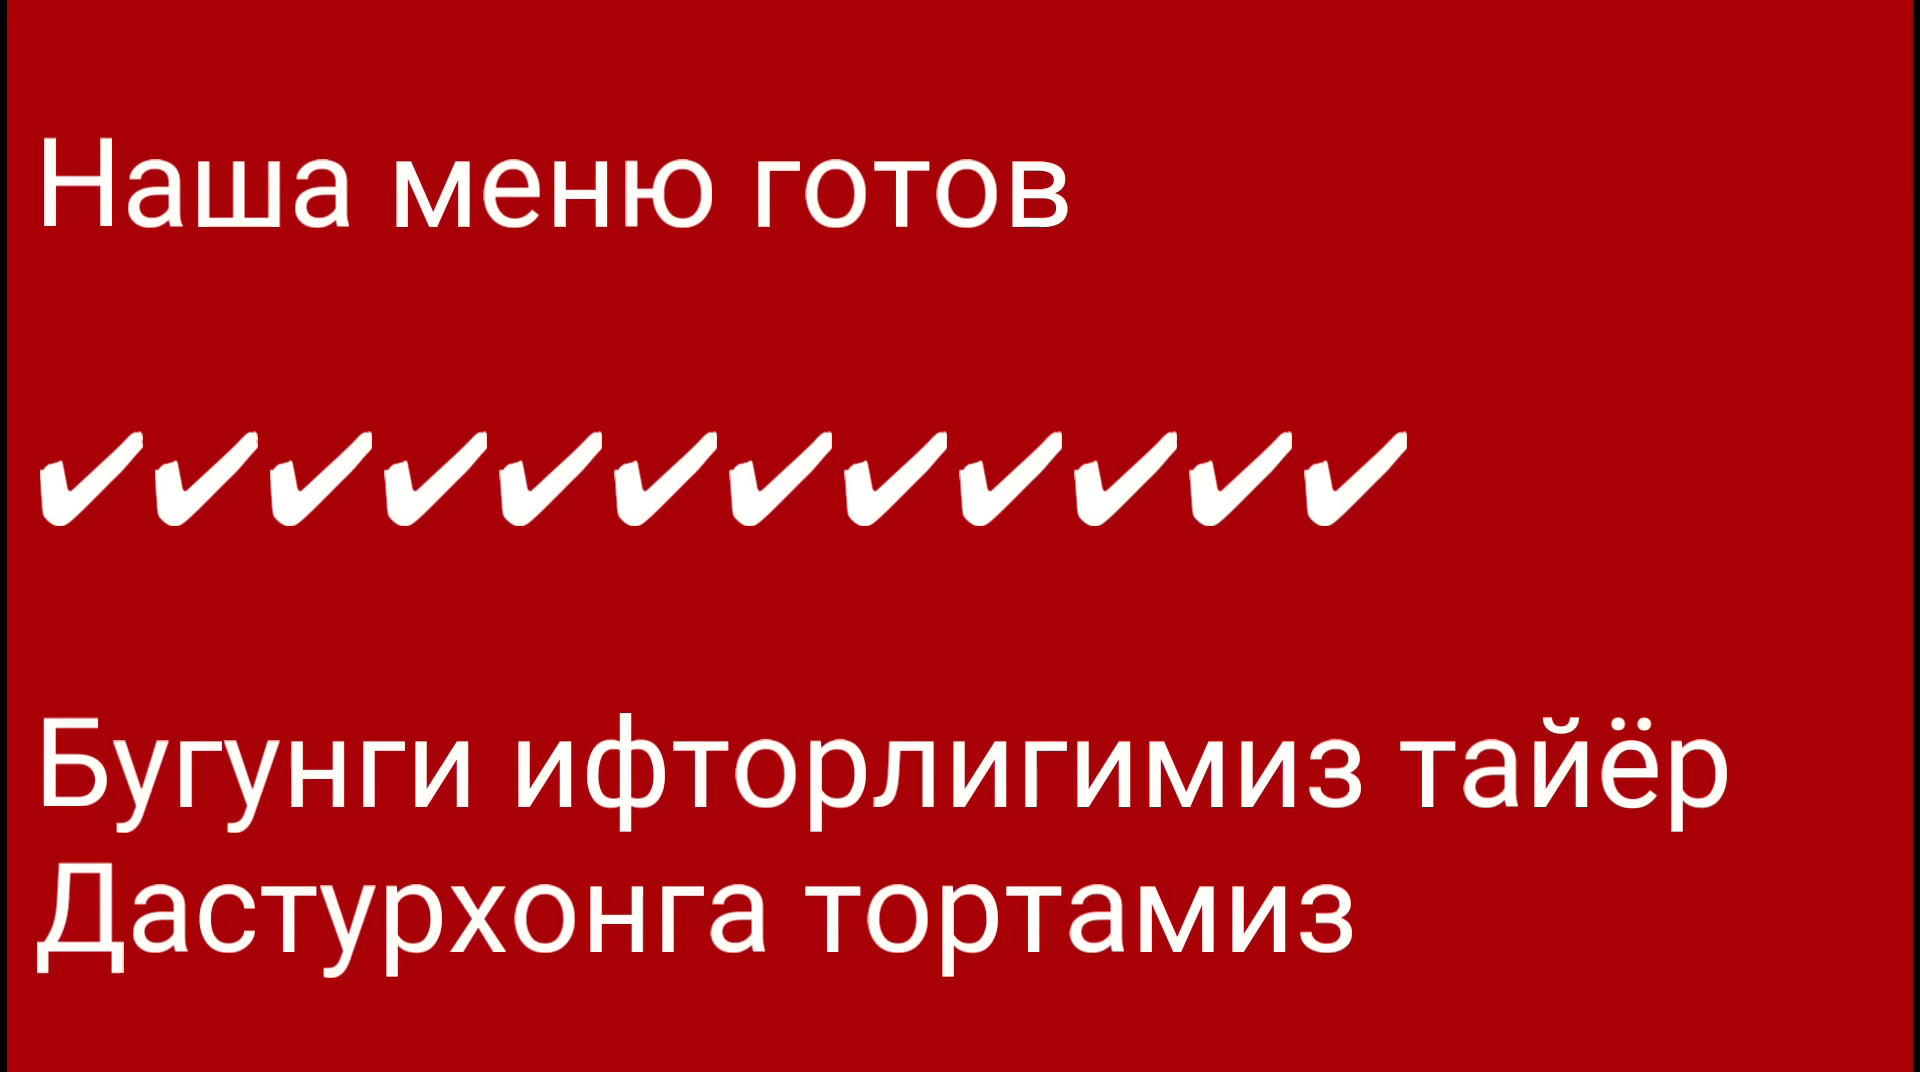 Наша меню готов
✔✔✔✔✔✔✔✔✔✔✔✔
Бугунги ифторлигимиз тайёр
Дастурхонга тортамиз